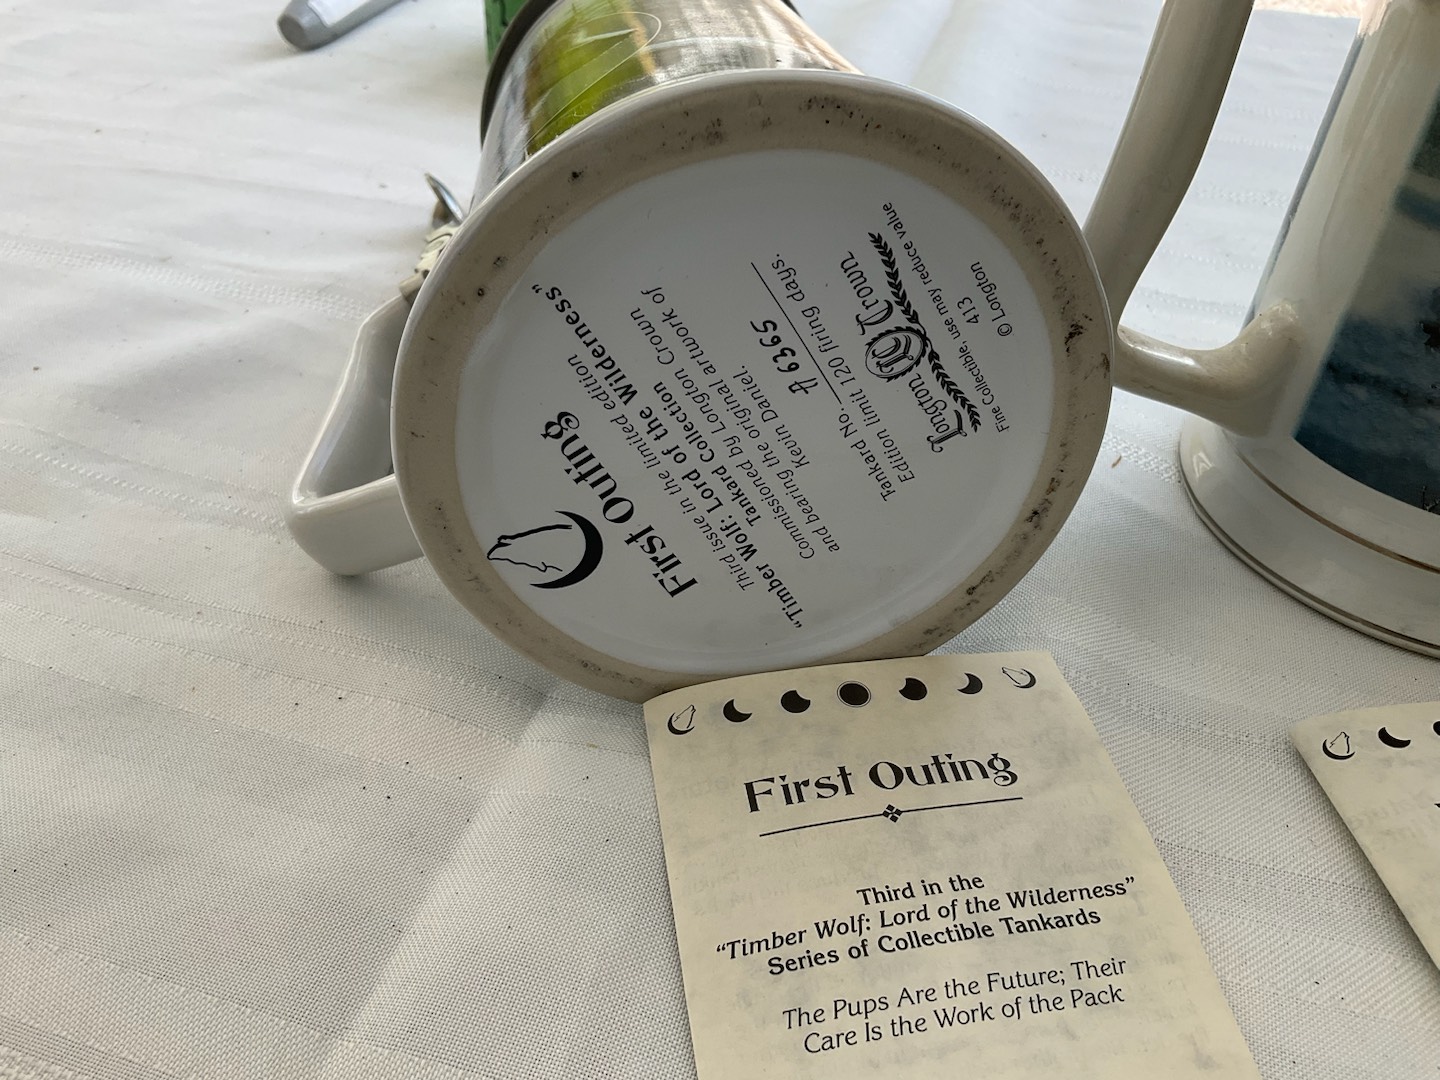 First Outing
Third issue in the limited edition
"Timber Wolf: Lord of the Wilderness"
Tankard Collection
Commissioned by Longton Crown
and bearing the original artwork of
Kevin Daniel.
Tankard No. A 6365
Edition limit 120 firing days.
Longton LC Crown
Fine Collectible, use may reduce value
413
© Longton
First Outing
Third in the
“Timber Wolf: Lord of the Wilderness”
Series of Collectible Tankards
The Pups Are the Future; Their
Care Is the Work of the Pack